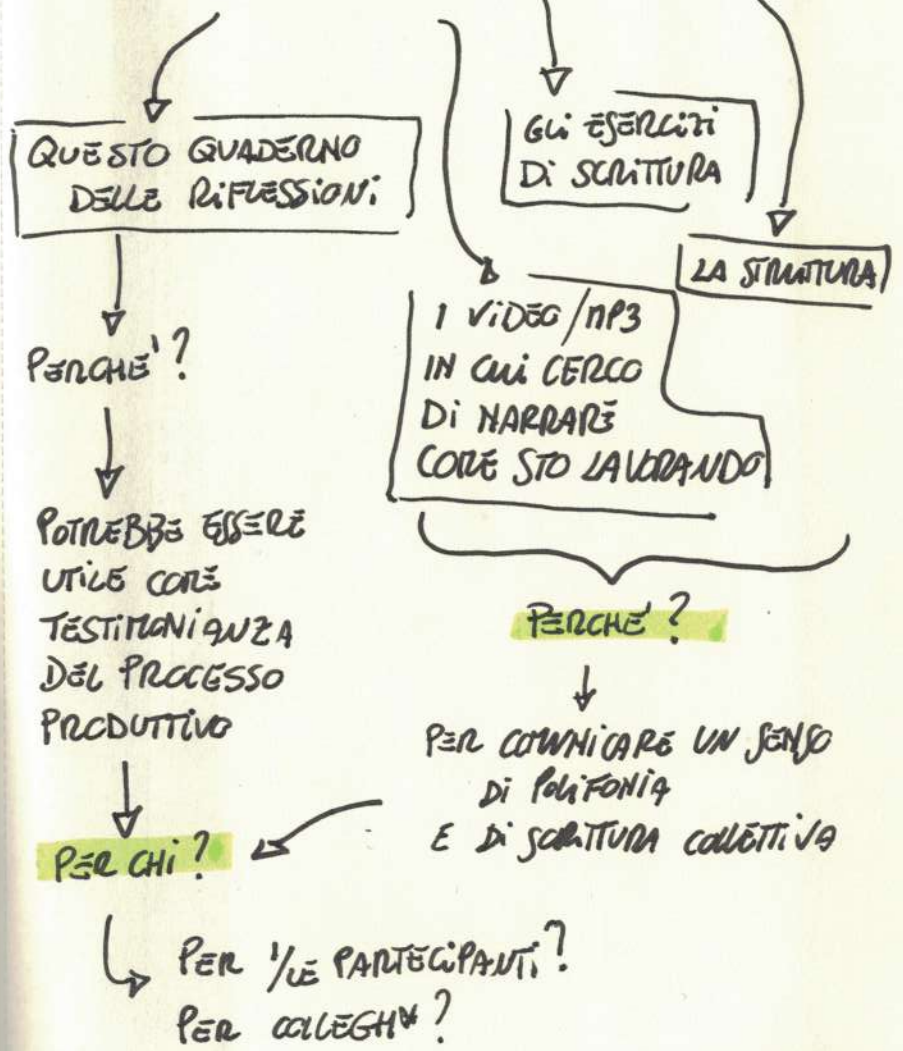 QUESTO QUADERNO
DELLE RIFLESSIONI
PERCHE'?
POTREBBE ESSERE
UTILE COME
TESTIMONIANZA
DEL PROCESSO
PRODUTTIVO
PER CHI?
PER I/LE PARTECIPANTI?
PER COLLEGH*?
GLI ESERCIZI
DI SCRITTURA
LA STRUTTURA
I VIDEO/MP3
IN CUI CERCO
DI NARRARE
COME STO LAVORANDO
PERCHE'?
PER COMUNICARE UN SENSO
DI POLIFONIA
E DI SCRITTURA COLLETTIVA